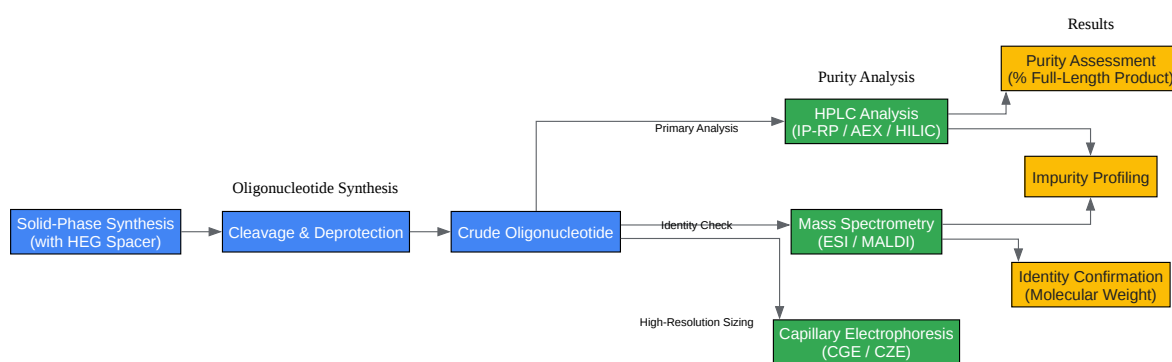 Results
Purity Assessment
(% Full-Length Product)
Purity Analysis
HPLC Analysis
(IP-RP / AEX / HILIC)
Primary Analysis
Impurity Profiling
Oligonucleotide Synthesis
Solid-Phase Synthesis
(with HEG Spacer)
Cleavage & Deprotection
Crude Oligonucleotide
Identity Check
Mass Spectrometry
(ESI / MALDI)
Identity Confirmation
(Molecular Weight)
High-Resolution Sizing
Capillary Electrophoresis
(CGE / CZE)